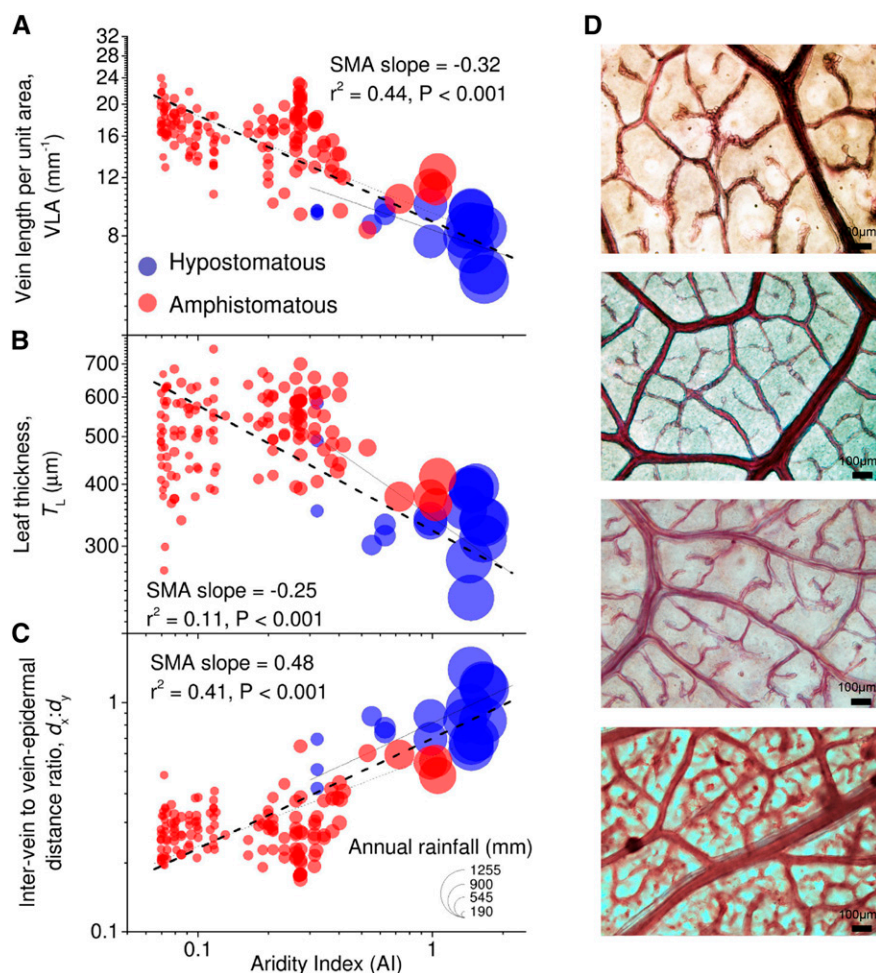 A
Vein length per unit area,
VLA (mm⁻¹)
32
28
24
20
16
12
8
SMA slope = -0.32
r² = 0.44, P < 0.001
Hypostomatous
Amphistomatous
B
Leaf thickness,
T_L (µm)
700
600
500
400
300
SMA slope = -0.25
r² = 0.11, P < 0.001
C
Inter-vein to vein-epidermal
distance ratio, d_x:d_y
1
0.1
SMA slope = 0.48
r² = 0.41, P < 0.001
Annual rainfall (mm)
1255
900
545
190
0.1
1
Aridity Index (AI)
D
100µm
100µm
100µm
100µm